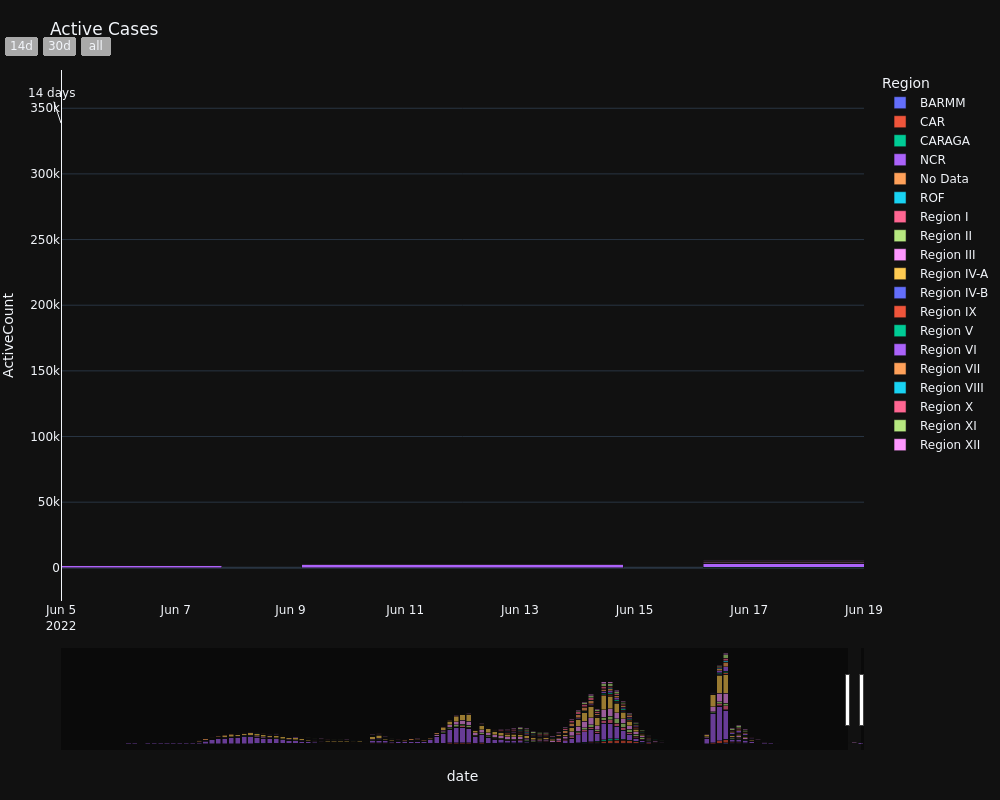 Active Cases
14d 30d all
14 days
350k
300k
250k
200k
150k
100k
50k
0
ActiveCount
Jun 5 Jun 7 Jun 9 Jun 11 Jun 13 Jun 15 Jun 17 Jun 19
2022
date
Region
BARMM
CAR
CARAGA
NCR
No Data
ROF
Region I
Region II
Region III
Region IV-A
Region IV-B
Region IX
Region V
Region VI
Region VII
Region VIII
Region X
Region XI
Region XII